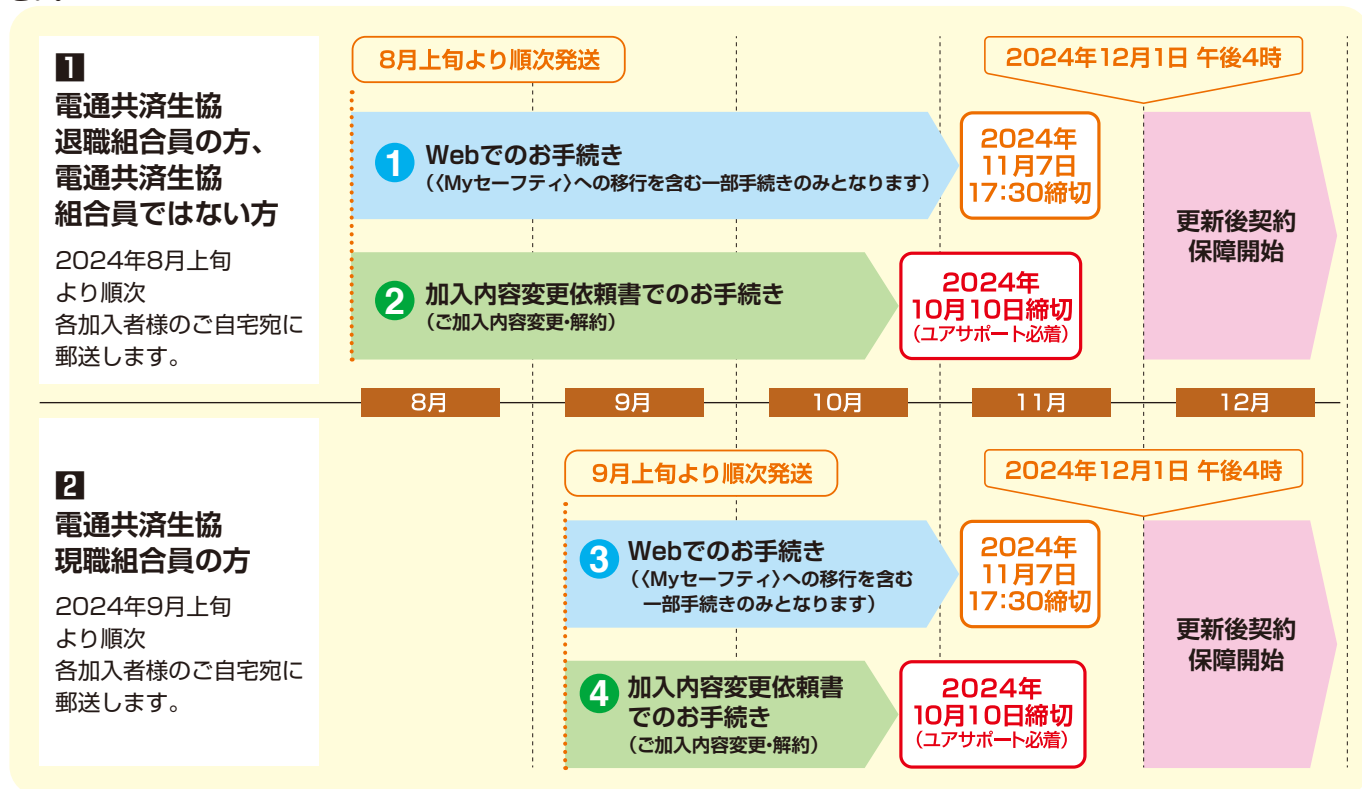 1
電通共済生協
退職組合員の方、
電通共済生協
組合員ではない方
2024年8月上旬
より順次
各加入者様のご自宅宛に
郵送します。
8月上旬より順次発送
2024年12月1日 午後4時
1 Webでのお手続き
（〈Myセーフティ〉への移行を含む一部手続きのみとなります）
2024年
11月7日
17:30締切
2 加入内容変更依頼書でのお手続き
（ご加入内容変更・解約）
2024年
10月10日締切
（ユアサポート必着）
更新後契約
保障開始
8月 9月 10月 11月 12月
2
電通共済生協
現職組合員の方
2024年9月上旬
より順次
各加入者様のご自宅宛に
郵送します。
9月上旬より順次発送
2024年12月1日 午後4時
3 Webでのお手続き
（〈Myセーフティ〉への移行を含む
一部手続きのみとなります）
2024年
11月7日
17:30締切
4 加入内容変更依頼書
でのお手続き
（ご加入内容変更・解約）
2024年
10月10日締切
（ユアサポート必着）
更新後契約
保障開始